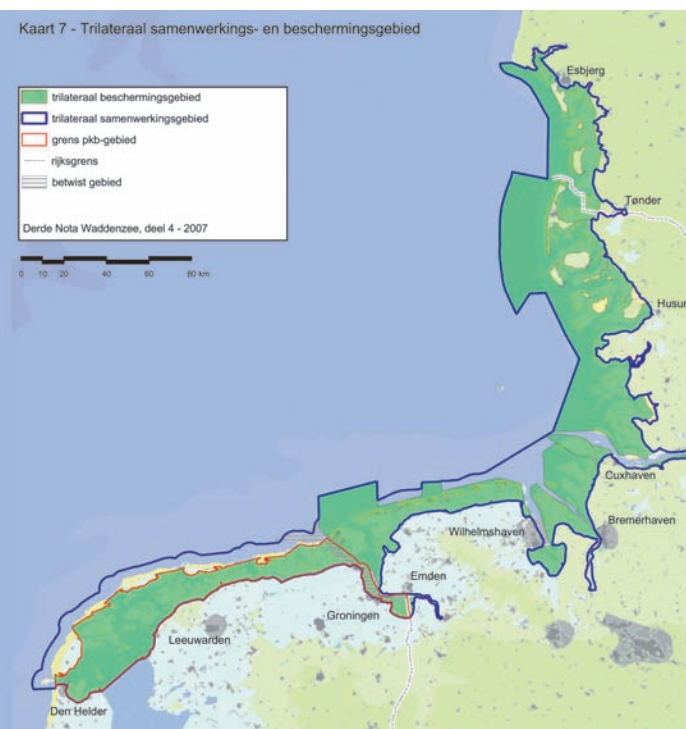 Kaart 7 - Trilateraal samenwerkings- en beschermingsgebied
trilateraal beschermingsgebied
trilateraal samenwerkingsgebied
grens pkb-gebied
rijksgrens
betwist gebied
Derde Nota Waddenzee, deel 4 - 2007
0 10 20 40 60 80 km
Esbjerg
Tønder
Husum
Cuxhaven
Bremerhaven
Wilhelmshaven
Emden
Groningen
Leeuwarden
Den Helder